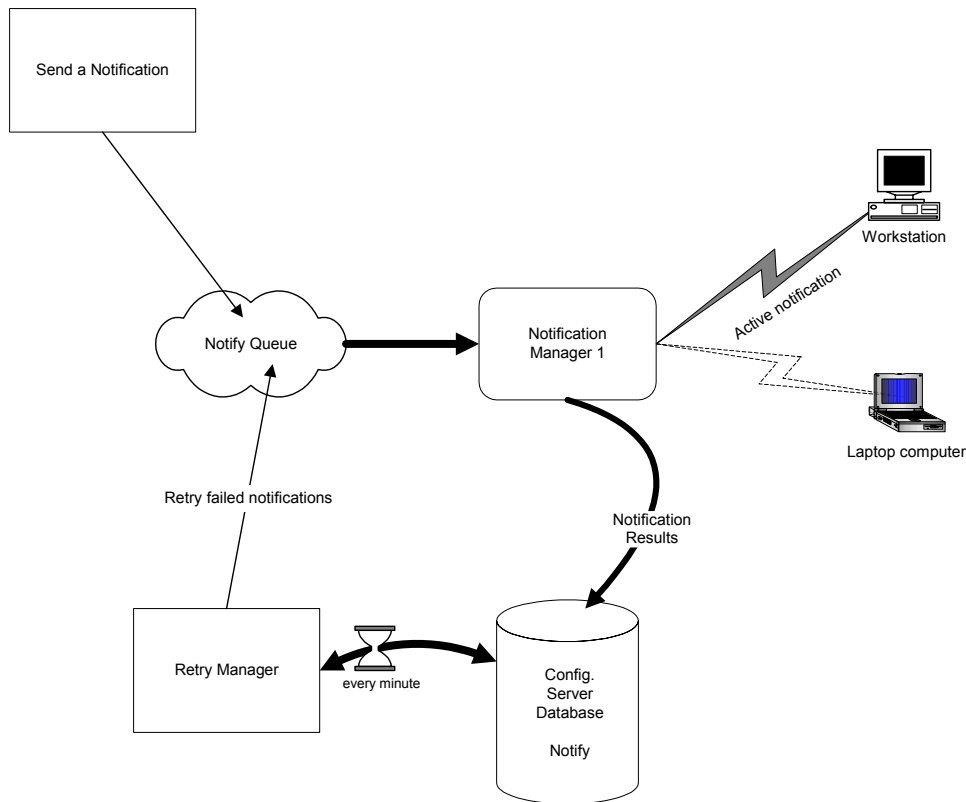 Send a Notification
Workstation
Active notification
Notify Queue
Notification
Manager 1
Laptop computer
Retry failed notifications
Notification
Results
Retry Manager
every minute
Config.
Server
Database
Notify